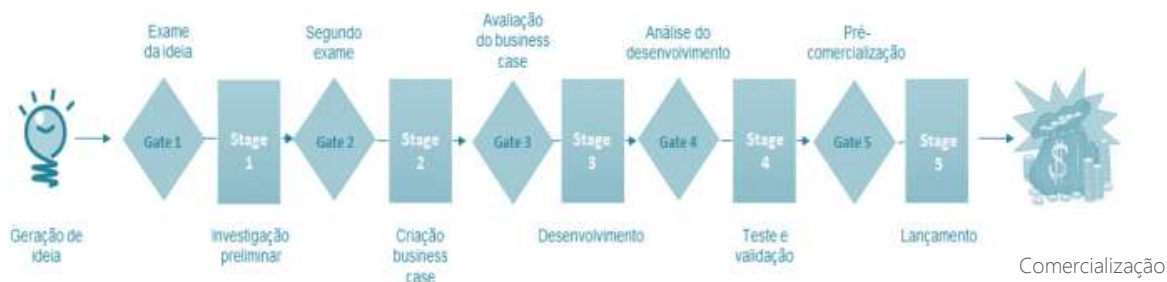 Exame
da ideia
Segundo
exame
Avaliação
do business
case
Análise do
desenvolvimento
Pré-
comercialização
Gate 1
Stage
1
Gate 2
Stage
2
Gate 3
Stage
3
Gate 4
Stage
4
Gate 5
Stage
5
$
Geração de
ideia
Investigação
preliminar
Criação
business
case
Desenvolvimento
Teste e
validação
Lançamento
Comercialização